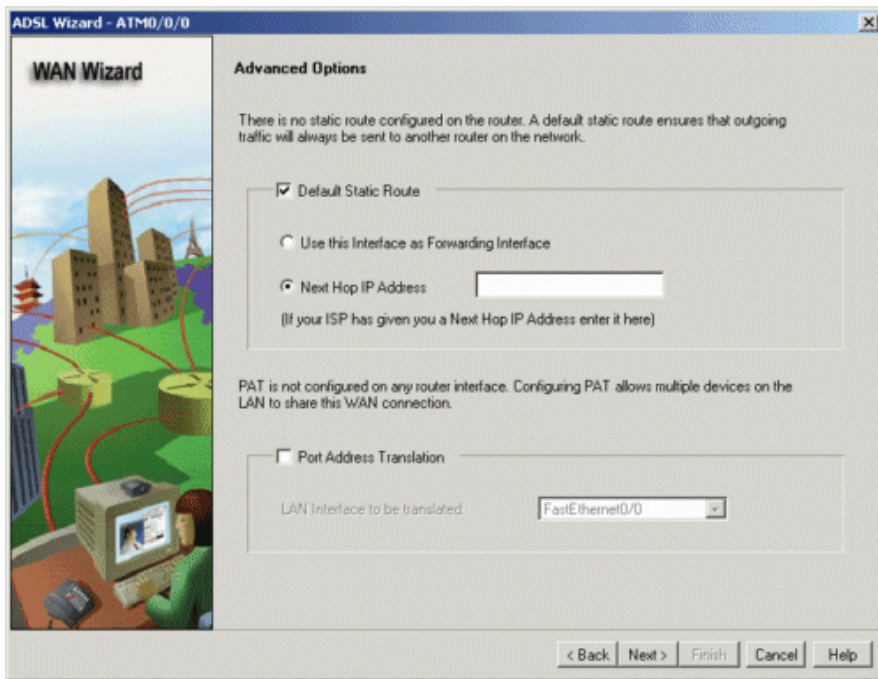 ADSL Wizard - ATM0/0/0
WAN Wizard
Advanced Options
There is no static route configured on the router. A default static route ensures that outgoing
traffic will always be sent to another router on the network.
Default Static Route
Use this Interface as Forwarding Interface
Next Hop IP Address
(If your ISP has given you a Next Hop IP Address enter it here)
PAT is not configured on any router interface. Configuring PAT allows multiple devices on the
LAN to share this WAN connection.
Port Address Translation
LAN Interface to be translated: FastEthernet0/0
< Back Next > Finish Cancel Help